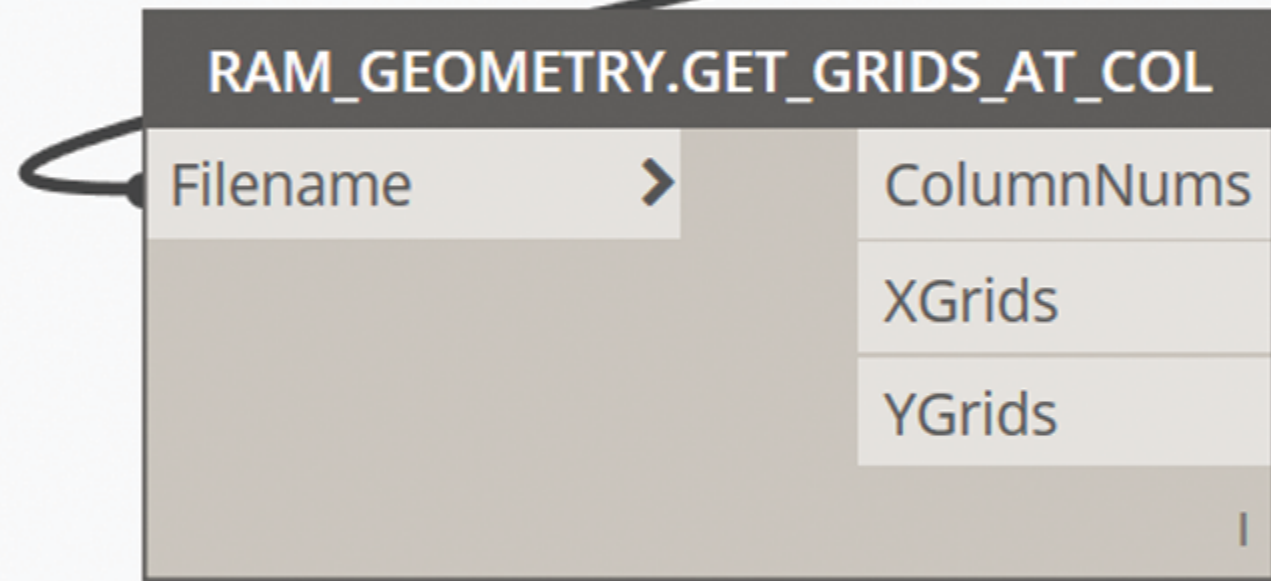 RAM_GEOMETRY.GET_GRIDS_AT_COL
Filename > ColumnNums
XGrids
YGrids
l